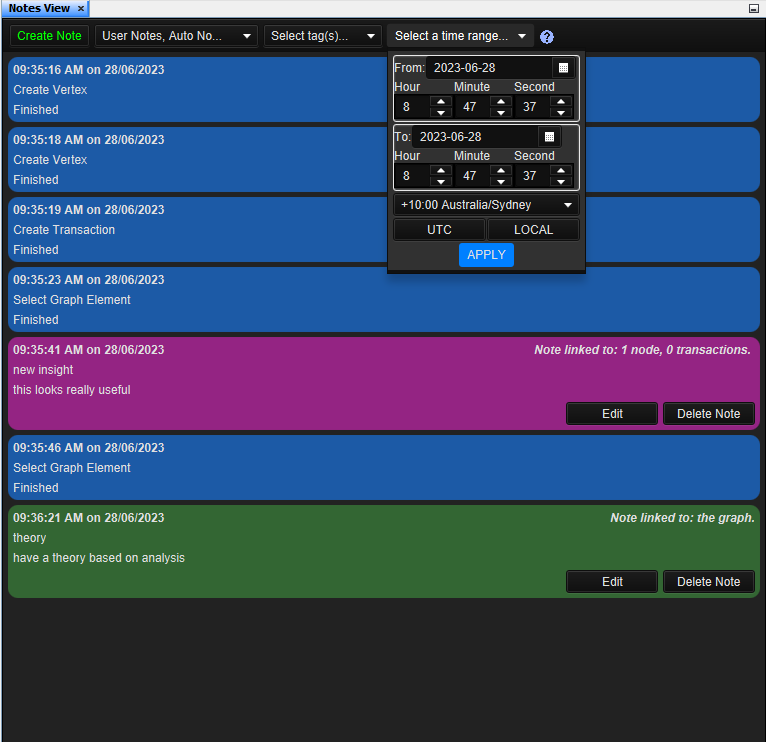 Notes View
Create Note User Notes, Auto No... Select tag(s)... Select a time range... ?
From: 2023-06-28
Hour Minute Second
8 47 37
To: 2023-06-28
Hour Minute Second
8 47 37
+10:00 Australia/Sydney
UTC LOCAL
APPLY
09:35:16 AM on 28/06/2023
Create Vertex
Finished
09:35:18 AM on 28/06/2023
Create Vertex
Finished
09:35:19 AM on 28/06/2023
Create Transaction
Finished
09:35:23 AM on 28/06/2023
Select Graph Element
Finished
09:35:41 AM on 28/06/2023 Note linked to: 1 node, 0 transactions.
new insight
this looks really useful
Edit Delete Note
09:35:46 AM on 28/06/2023
Select Graph Element
Finished
09:36:21 AM on 28/06/2023 Note linked to: the graph.
theory
have a theory based on analysis
Edit Delete Note